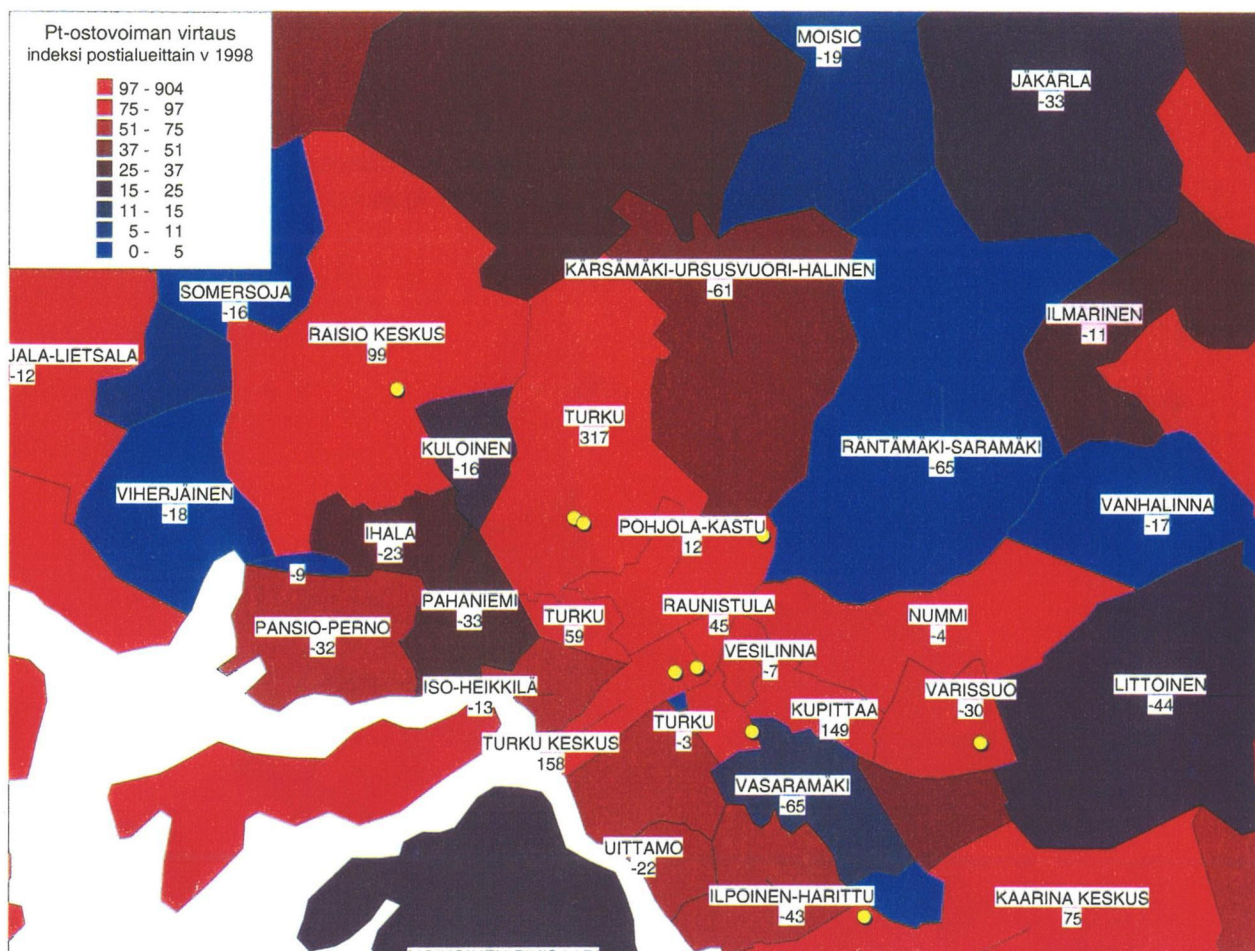 Pt-ostovoiman virtaus
indeksi postialueittain v 1998
97 - 904
75 - 97
51 - 75
37 - 51
25 - 37
15 - 25
11 - 15
5 - 11
0 - 5
MOISIO
-19
JÄKÄRLA
-33
KÄRSÄMÄKI-URSUSVUORI-HALINEN
-61
SOMERSOJA
-16
ILMARINEN
-11
RAISIO KESKUS
99
JALA-LIETSALA
-12
TURKU
317
KULOINEN
-16
RÄNTÄMÄKI-SARAMÄKI
-65
VIHERJÄINEN
-18
VANHALINNA
-17
IHALA
-23
POHJOLA-KASTU
12
-9
PAHANIEMI
-33
PANSIO-PERNO
-32
TURKU
59
RAUNISTULA
45
NUMMI
-4
VESILINNA
-7
ISO-HEIKKILÄ
-13
VARISSUO
-30
LITTOINEN
-44
TURKU
-3
KUPITTAA
149
TURKU KESKUS
158
VASARAMÄKI
-65
UITTAMO
-22
ILPOINEN-HARITTU
-43
KAARINA KESKUS
75